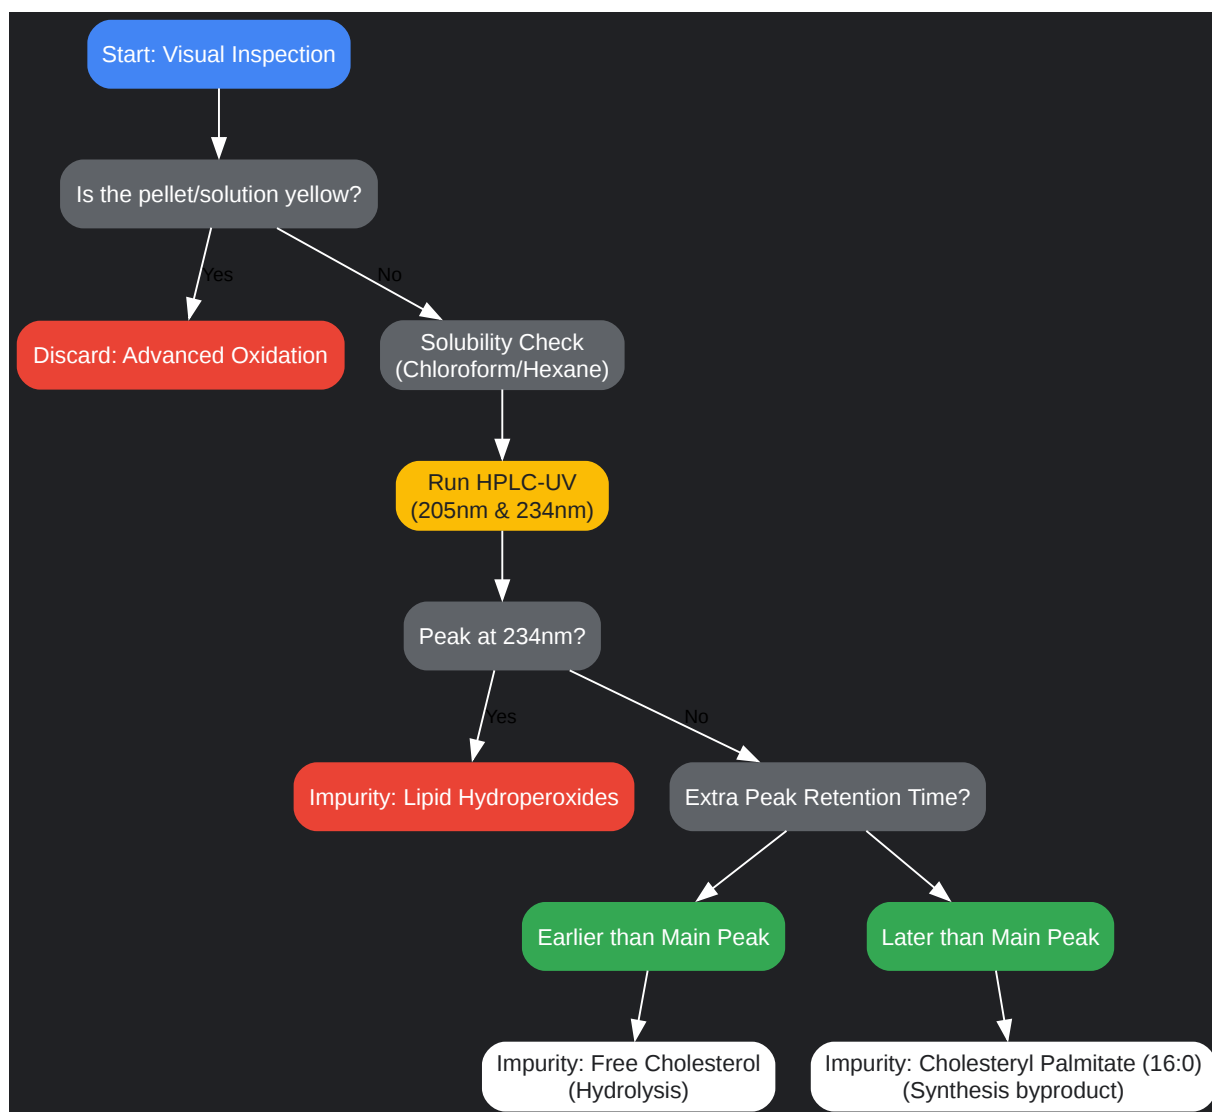 Start: Visual Inspection
Is the pellet/solution yellow?
Yes
No
Discard: Advanced Oxidation
Solubility Check
(Chloroform/Hexane)
Run HPLC-UV
(205nm & 234nm)
Peak at 234nm?
Yes
No
Impurity: Lipid Hydroperoxides
Extra Peak Retention Time?
Earlier than Main Peak
Later than Main Peak
Impurity: Free Cholesterol
(Hydrolysis)
Impurity: Cholesteryl Palmitate (16:0)
(Synthesis byproduct)